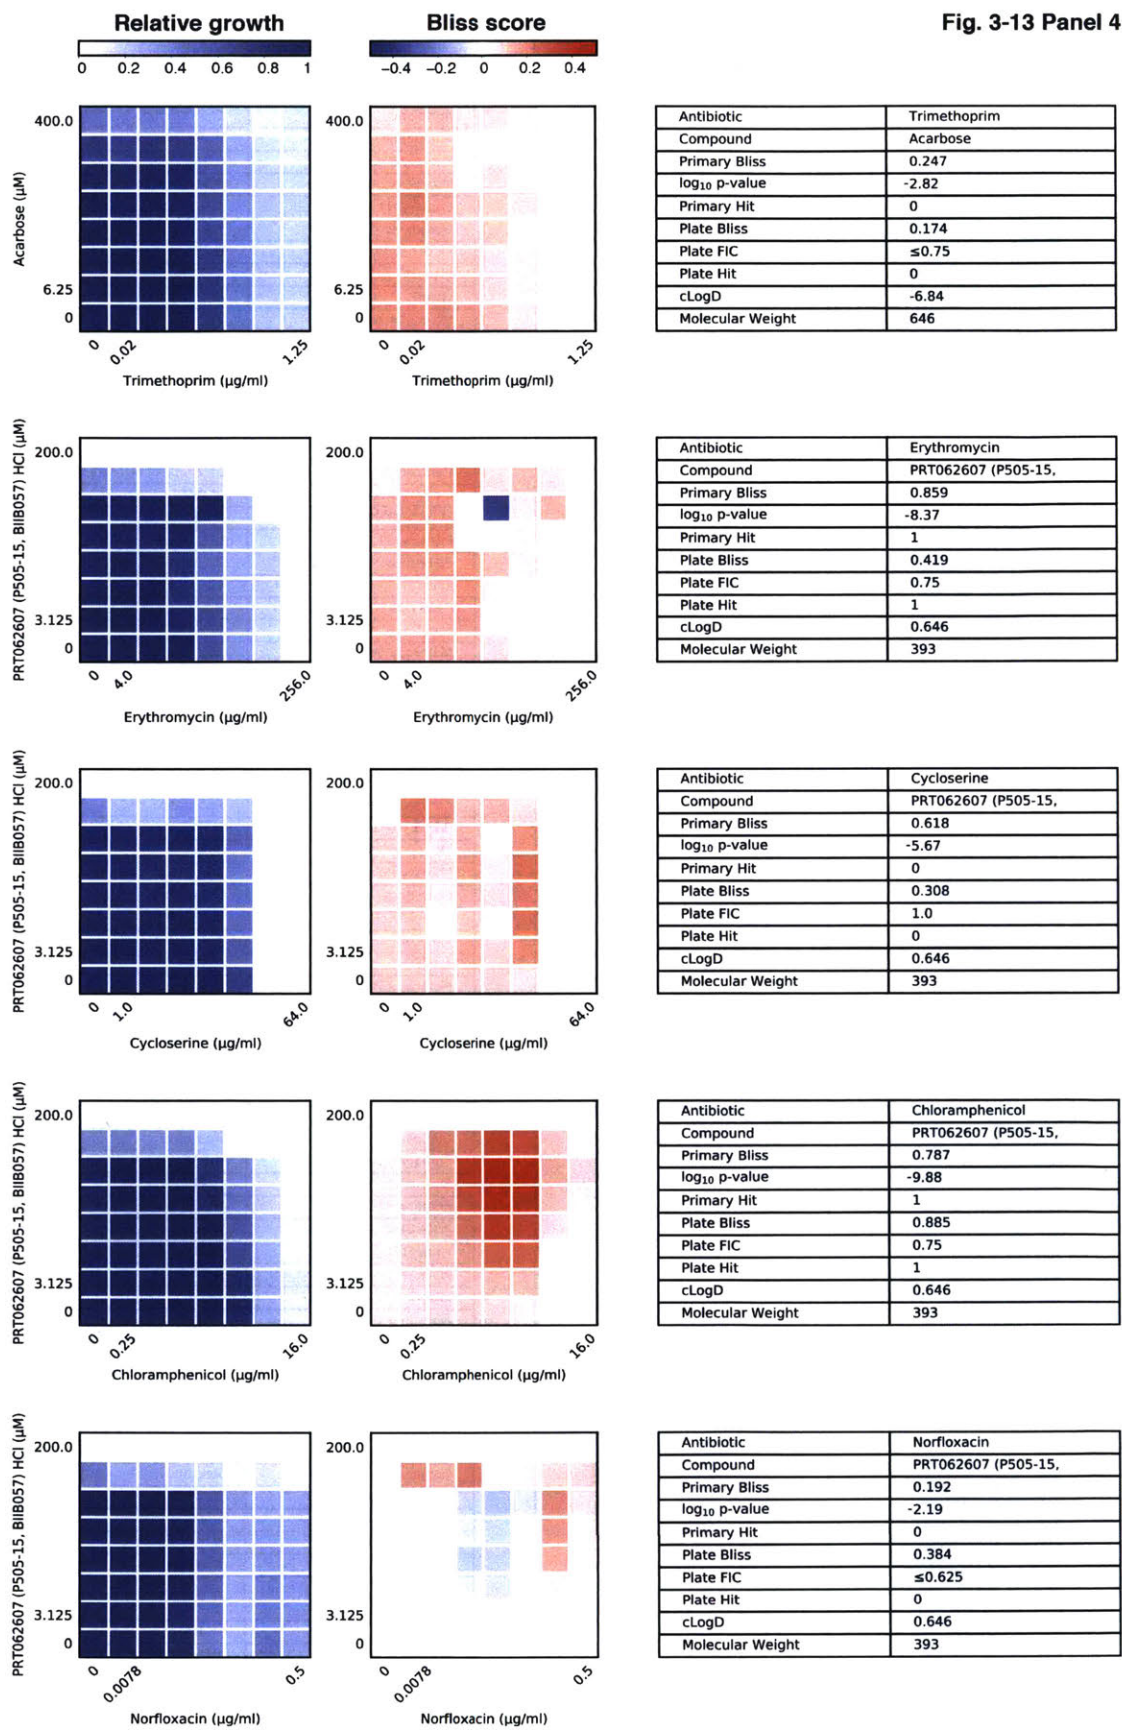 Relative growth
Bliss score
Fig. 3-13 Panel 4
0 0.2 0.4 0.6 0.8 1
−0.4 −0.2 0 0.2 0.4
Acarbose (µM)
400.0
6.25
0
0 0.02 1.25
Trimethoprim (µg/ml)
400.0
6.25
0
0 0.02 1.25
Trimethoprim (µg/ml)
Antibiotic Trimethoprim
Compound Acarbose
Primary Bliss 0.247
log10 p-value -2.82
Primary Hit 0
Plate Bliss 0.174
Plate FIC ≤0.75
Plate Hit 0
cLogD -6.84
Molecular Weight 646
PRT062607 (P505-15, BIIB057) HCl (µM)
200.0
3.125
0
0 4.0 256.0
Erythromycin (µg/ml)
200.0
3.125
0
0 4.0 256.0
Erythromycin (µg/ml)
Antibiotic Erythromycin
Compound PRT062607 (P505-15,
Primary Bliss 0.859
log10 p-value -8.37
Primary Hit 1
Plate Bliss 0.419
Plate FIC 0.75
Plate Hit 1
cLogD 0.646
Molecular Weight 393
PRT062607 (P505-15, BIIB057) HCl (µM)
200.0
3.125
0
0 1.0 64.0
Cycloserine (µg/ml)
200.0
3.125
0
0 1.0 64.0
Cycloserine (µg/ml)
Antibiotic Cycloserine
Compound PRT062607 (P505-15,
Primary Bliss 0.618
log10 p-value -5.67
Primary Hit 0
Plate Bliss 0.308
Plate FIC 1.0
Plate Hit 0
cLogD 0.646
Molecular Weight 393
PRT062607 (P505-15, BIIB057) HCl (µM)
200.0
3.125
0
0 0.25 16.0
Chloramphenicol (µg/ml)
200.0
3.125
0
0 0.25 16.0
Chloramphenicol (µg/ml)
Antibiotic Chloramphenicol
Compound PRT062607 (P505-15,
Primary Bliss 0.787
log10 p-value -9.88
Primary Hit 1
Plate Bliss 0.885
Plate FIC 0.75
Plate Hit 1
cLogD 0.646
Molecular Weight 393
PRT062607 (P505-15, BIIB057) HCl (µM)
200.0
3.125
0
0 0.0078 0.5
Norfloxacin (µg/ml)
200.0
3.125
0
0 0.0078 0.5
Norfloxacin (µg/ml)
Antibiotic Norfloxacin
Compound PRT062607 (P505-15,
Primary Bliss 0.192
log10 p-value -2.19
Primary Hit 0
Plate Bliss 0.384
Plate FIC ≤0.625
Plate Hit 0
cLogD 0.646
Molecular Weight 393